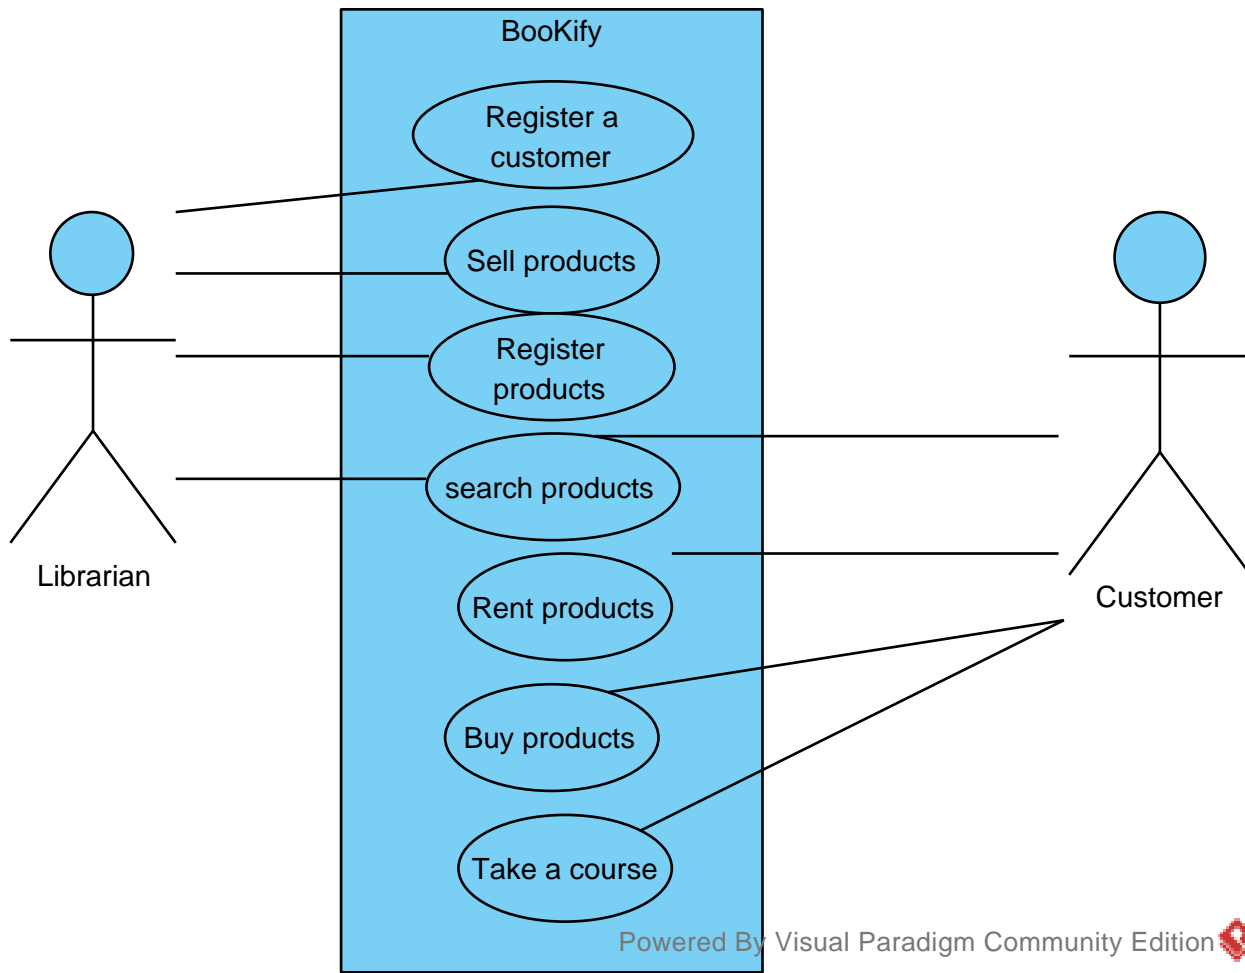 BooKify
Register a
customer
Sell products
Register
products
search products
Rent products
Buy products
Take a course
Librarian
Customer
Powered By Visual Paradigm Community Edition